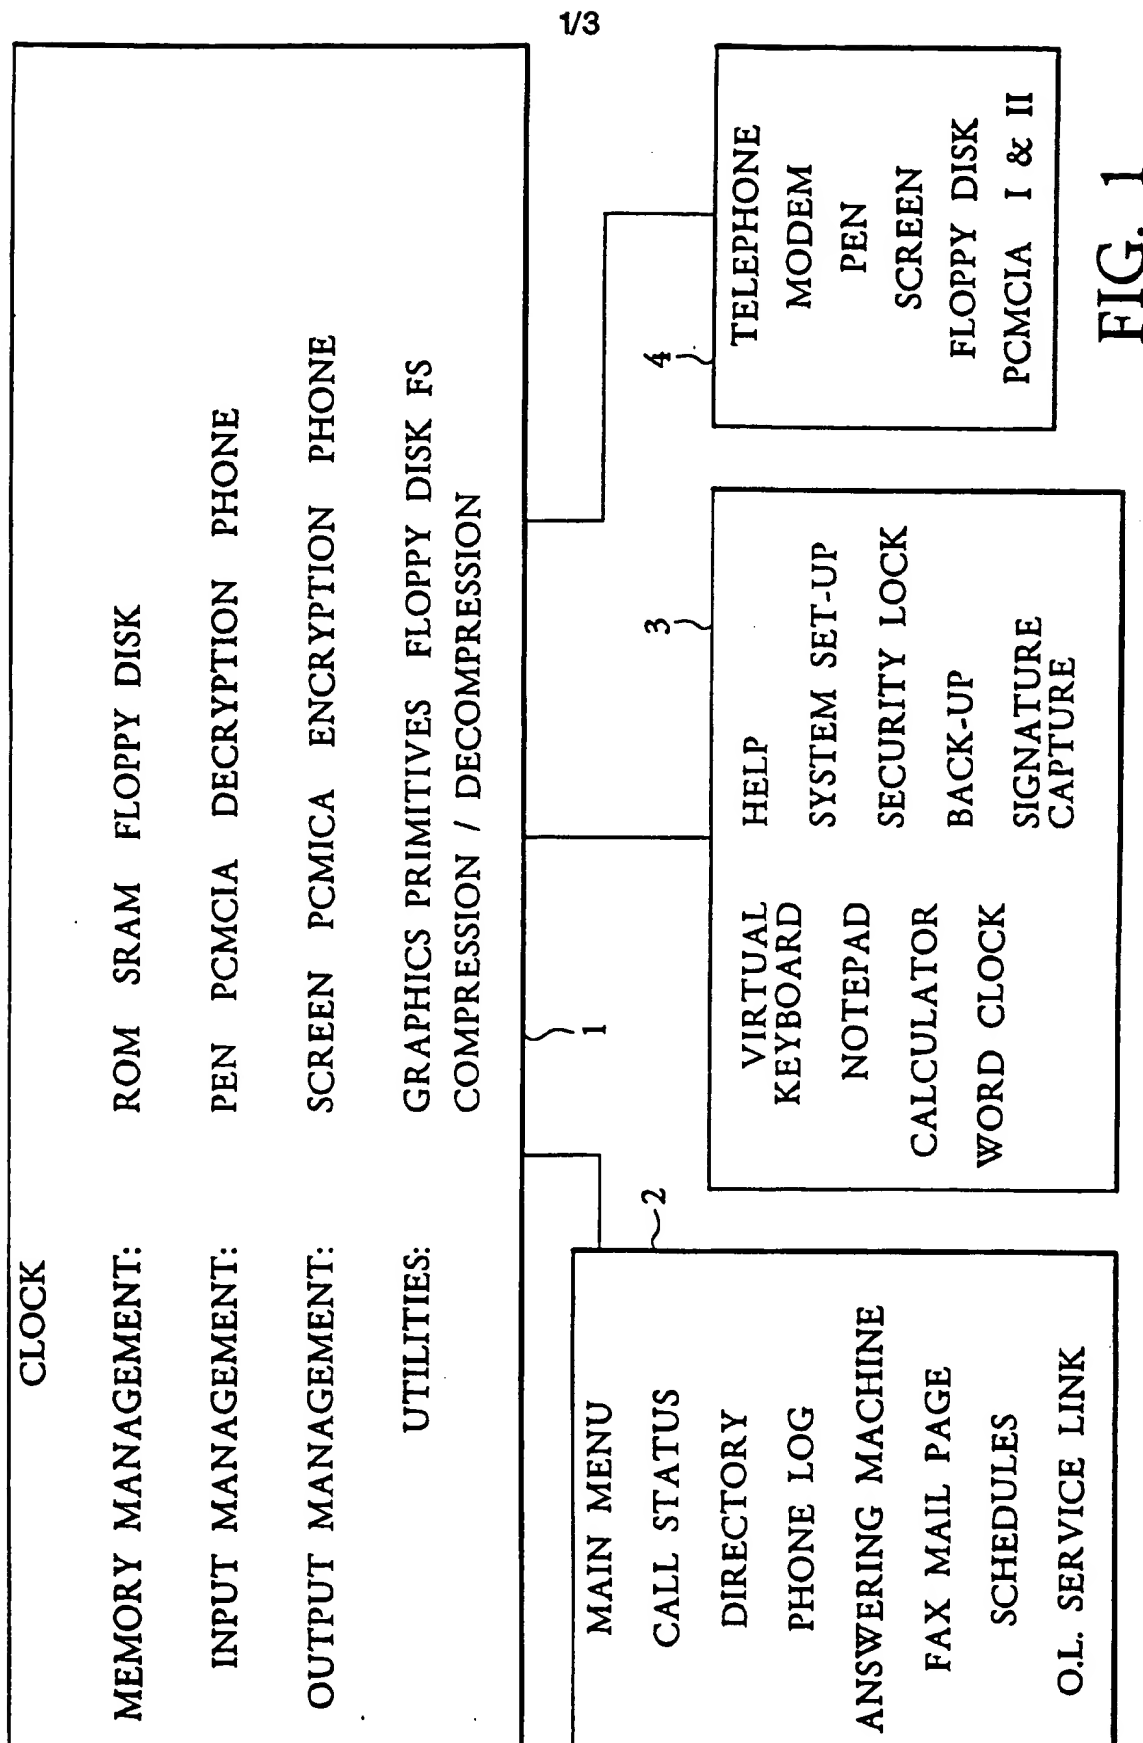 1/3
CLOCK
MEMORY MANAGEMENT: ROM SRAM FLOPPY DISK
INPUT MANAGEMENT: PEN PCMCIA DECRYPTION PHONE
OUTPUT MANAGEMENT: SCREEN PCMICA ENCRYPTION PHONE
UTILITIES: GRAPHICS PRIMITIVES FLOPPY DISK FS
COMPRESSION / DECOMPRESSION
1
2
MAIN MENU
CALL STATUS
DIRECTORY
PHONE LOG
ANSWERING MACHINE
FAX MAIL PAGE
SCHEDULES
O.L. SERVICE LINK
3
VIRTUAL
KEYBOARD
NOTEPAD
CALCULATOR
WORD CLOCK
HELP
SYSTEM SET-UP
SECURITY LOCK
BACK-UP
SIGNATURE
CAPTURE
4
TELEPHONE
MODEM
PEN
SCREEN
FLOPPY DISK
PCMCIA I & II
FIG. 1